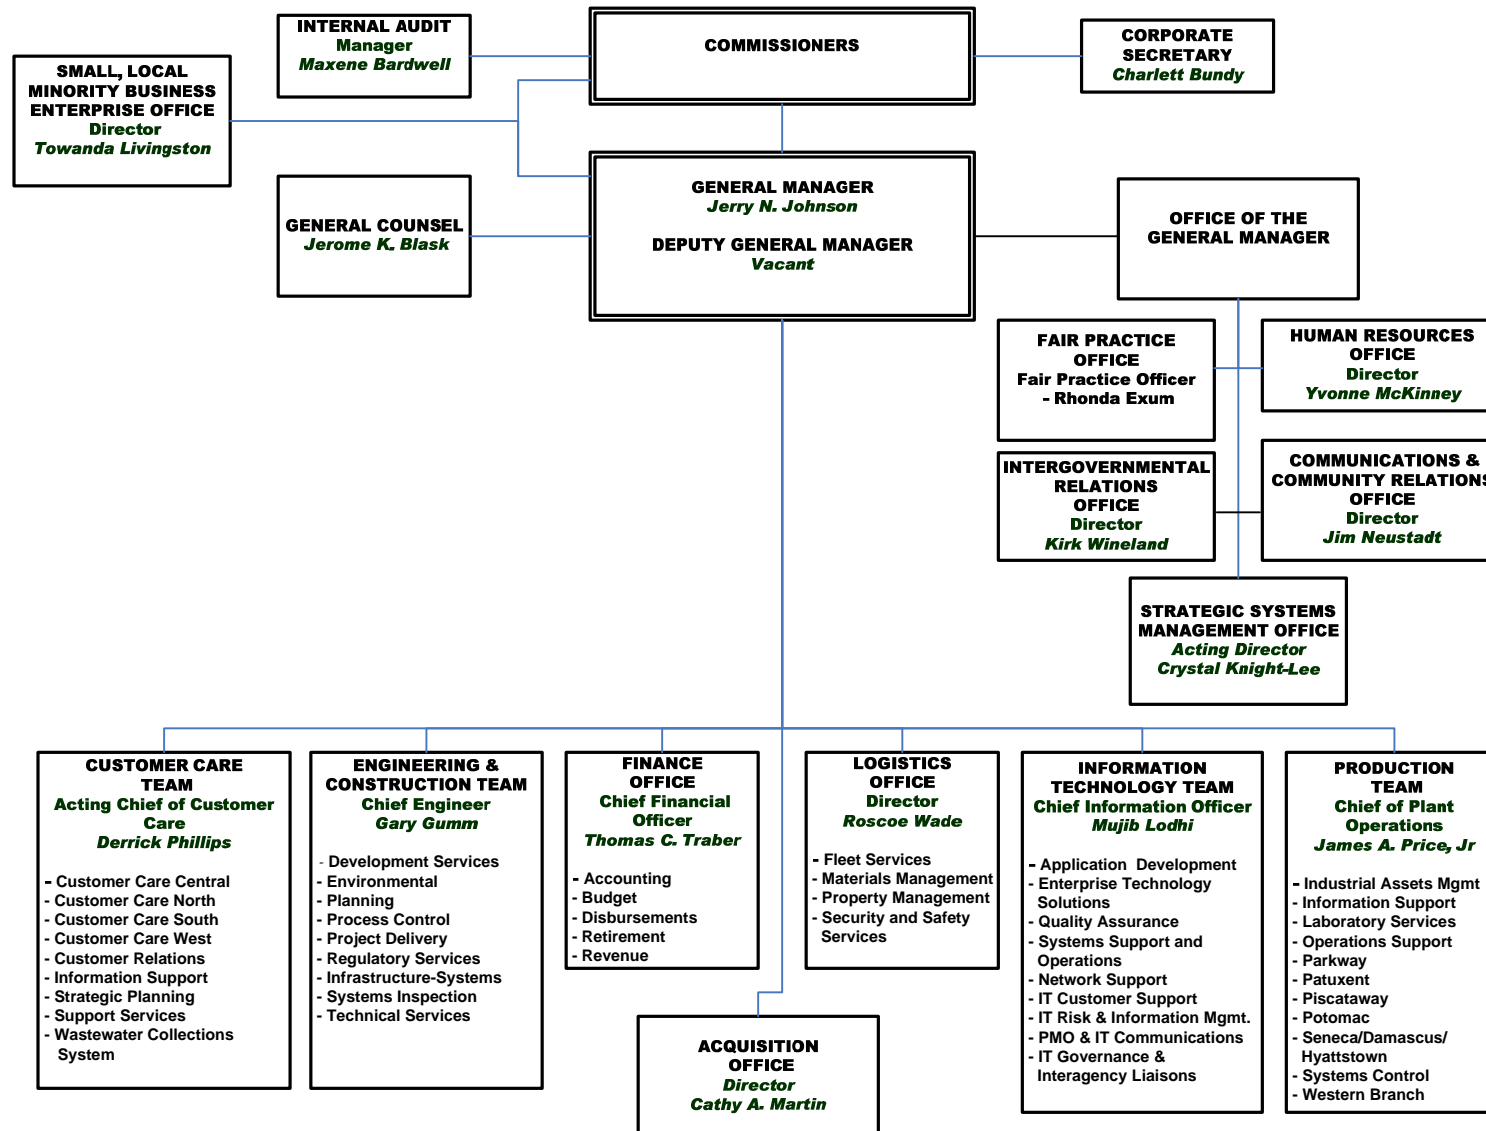 INTERNAL AUDIT
Manager
Maxene Bardwell
COMMISSIONERS
CORPORATE
SECRETARY
Charlett Bundy
SMALL, LOCAL
MINORITY BUSINESS
ENTERPRISE OFFICE
Director
Towanda Livingston
GENERAL COUNSEL
Jerome K. Blask
GENERAL MANAGER
Jerry N. Johnson
DEPUTY GENERAL MANAGER
Vacant
OFFICE OF THE
GENERAL MANAGER
FAIR PRACTICE
OFFICE
Fair Practice Officer
- Rhonda Exum
HUMAN RESOURCES
OFFICE
Director
Yvonne McKinney
INTERGOVERNMENTAL
RELATIONS
OFFICE
Director
Kirk Wineland
COMMUNICATIONS &
COMMUNITY RELATIONS
OFFICE
Director
Jim Neustadt
STRATEGIC SYSTEMS
MANAGEMENT OFFICE
Acting Director
Crystal Knight-Lee
CUSTOMER CARE
TEAM
Acting Chief of Customer
Care
Derrick Phillips
- Customer Care Central
- Customer Care North
- Customer Care South
- Customer Care West
- Customer Relations
- Information Support
- Strategic Planning
- Support Services
- Wastewater Collections
System
ENGINEERING &
CONSTRUCTION TEAM
Chief Engineer
Gary Gumm
- Development Services
- Environmental
- Planning
- Process Control
- Project Delivery
- Regulatory Services
- Infrastructure-Systems
- Systems Inspection
- Technical Services
FINANCE
OFFICE
Chief Financial
Officer
Thomas C. Traber
- Accounting
- Budget
- Disbursements
- Retirement
- Revenue
LOGISTICS
OFFICE
Director
Roscoe Wade
- Fleet Services
- Materials Management
- Property Management
- Security and Safety
Services
INFORMATION
TECHNOLOGY TEAM
Chief Information Officer
Mujib Lodhi
- Application Development
- Enterprise Technology
Solutions
- Quality Assurance
- Systems Support and
Operations
- Network Support
- IT Customer Support
- IT Risk & Information Mgmt.
- PMO & IT Communications
- IT Governance &
Interagency Liaisons
PRODUCTION
TEAM
Chief of Plant
Operations
James A. Price, Jr
- Industrial Assets Mgmt
- Information Support
- Laboratory Services
- Operations Support
- Parkway
- Patuxent
- Piscataway
- Potomac
- Seneca/Damascus/
Hyattstown
- Systems Control
- Western Branch
ACQUISITION
OFFICE
Director
Cathy A. Martin